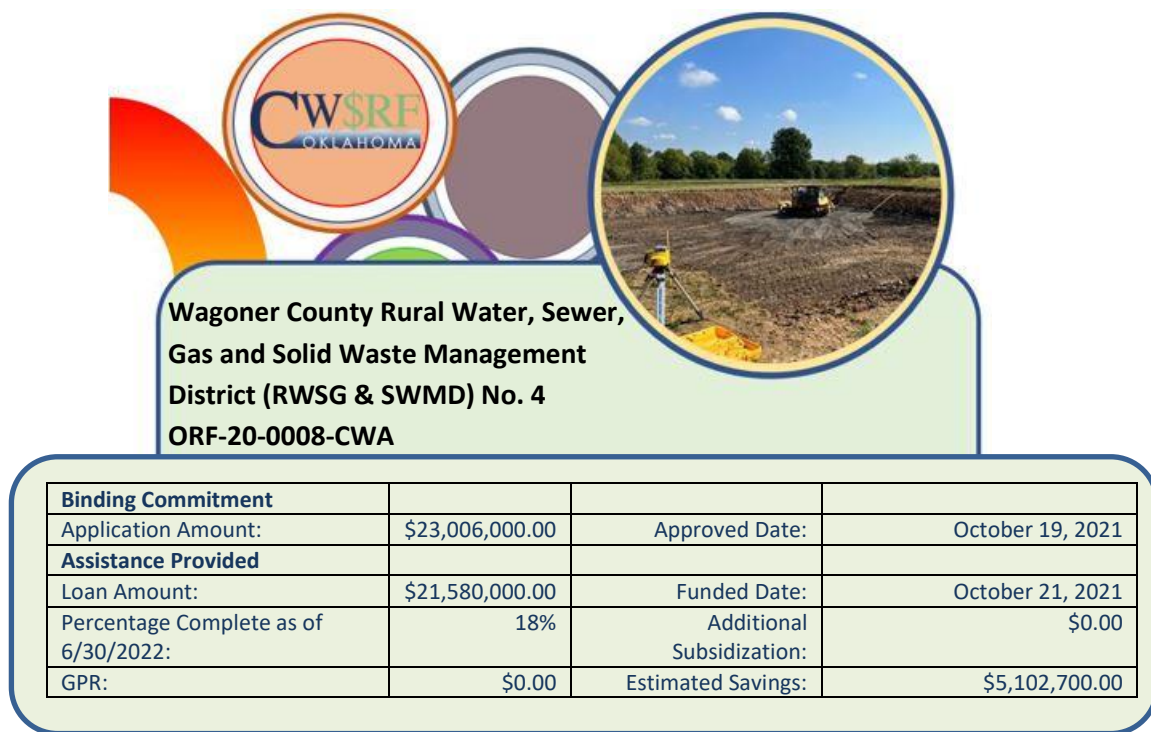 CW$RF
OKLAHOMA
Wagoner County Rural Water, Sewer,
Gas and Solid Waste Management
District (RWSG & SWMD) No. 4
ORF-20-0008-CWA
Binding Commitment
Application Amount: $23,006,000.00 Approved Date: October 19, 2021
Assistance Provided
Loan Amount: $21,580,000.00 Funded Date: October 21, 2021
Percentage Complete as of 18% Additional $0.00
6/30/2022: Subsidization:
GPR: $0.00 Estimated Savings: $5,102,700.00